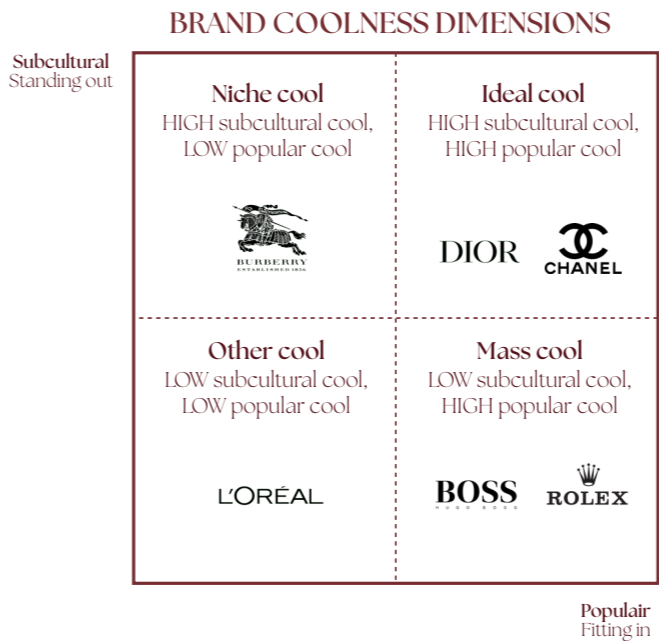 BRAND COOLNESS DIMENSIONS
Subcultural
Standing out
Niche cool
HIGH subcultural cool,
LOW popular cool
Ideal cool
HIGH subcultural cool,
HIGH popular cool
BURBERRY
ESTABLISHED 1856
DIOR
CHANEL
Other cool
LOW subcultural cool,
LOW popular cool
Mass cool
LOW subcultural cool,
HIGH popular cool
L'ORÉAL
BOSS
HUGO BOSS
ROLEX
Populair
Fitting in